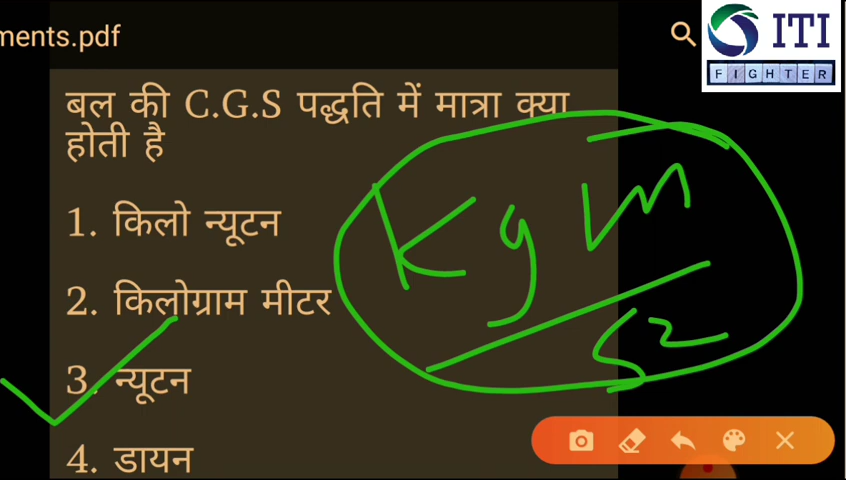 ments.pdf
ITI
FIGHTER
बल की C.G.S पद्धति में मात्रा क्या
होती है
1. किलो न्यूटन
2. किलोग्राम मीटर
3. न्यूटन
4. डायन
Kg m
s2